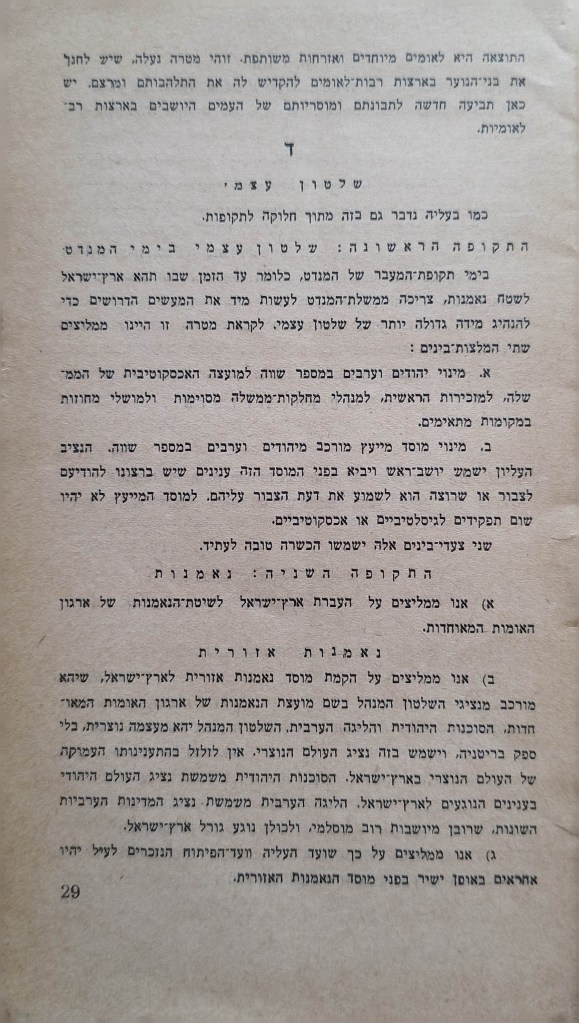 התוצאה היא לאומים מיוחדים ואזרחות משותפת. זוהי מטרה נעלה, שיש לחנך
את בני־הנוער בארצות רבות־לאומים להקדיש לה את התלהבותם ומרצם. יש
כאן תביעה חדשה לתבונתם ומוסריותם של העמים היושבים בארצות רב־
לאומיות.
ד
שלטון עצמי
כמו בעליה נדבר גם בזה מתוך חלוקה לתקופות.
התקופה הראשונה: שלטון עצמי בימי המנדט
בימי תקופת־המעבר של המנדט, כלומר עד הזמן שבו תהא ארץ־ישראל
לשטח נאמנות, צריכה ממשלת־המנדט לעשות מיד את המעשים הדרושים כדי
להנהיג מידה גדולה יותר של שלטון עצמי. לקראת מטרה זו היינו ממליצים
שתי המלצות־בינים:
א. מינוי יהודים וערבים במספר שווה למועצה האכסקוטיבית של הממ־
שלה, למזכירות הראשית, למנהלי מחלקות־ממשלה מסוימות ולמושלי מחוזות
במקומות מתאימים.
ב. מינוי מוסד מייעץ מורכב מיהודים וערבים במספר שווה. הנציב
העליון ישמש יושב־ראש ויביא בפני המוסד הזה ענינים שיש ברצונו להודיעם
לצבור או שרוצה הוא לשמוע את דעת הצבור עליהם. למוסד המייעץ לא יהיו
שום תפקידים לגיסלטיביים או אכסקוטיביים.
שני צעדי־בינים אלה ישמשו הכשרה טובה לעתיד.
התקופה השניה: נאמנות
א) אנו ממליצים על העברת ארץ־ישראל לשיטת־הנאמנות של ארגון
האומות המאוחדות.
נאמנות אזורית
ב) אנו ממליצים על הקמת מוסד נאמנות אזורית לארץ־ישראל, שיהא
מורכב מנציגי השלטון המנהל בשם מועצת הנאמנות של ארגון האומות המאו־
חדות, הסוכנות היהודית והליגה הערבית. השלטון המנהל יהא מעצמה נוצרית, בלי
ספק בריטניה, וישמש בזה נציג העולם הנוצרי. אין לזלזל בהתענינותו העמוקה
של העולם הנוצרי בארץ־ישראל. הסוכנות היהודית משמשת נציג העולם היהודי
בענינים הנוגעים לארץ־ישראל. הליגה הערבית משמשת נציג המדינות הערביות
השונות, שרובן מיושבות רוב מוסלמי, ולכולן נוגע גורל ארץ־ישראל.
ג) אנו ממליצים על כך שועד העליה וועד־הפיתוח הנזכרים לעיל יהיו
אחראים באופן ישיר בפני מוסד הנאמנות האזורית.
29